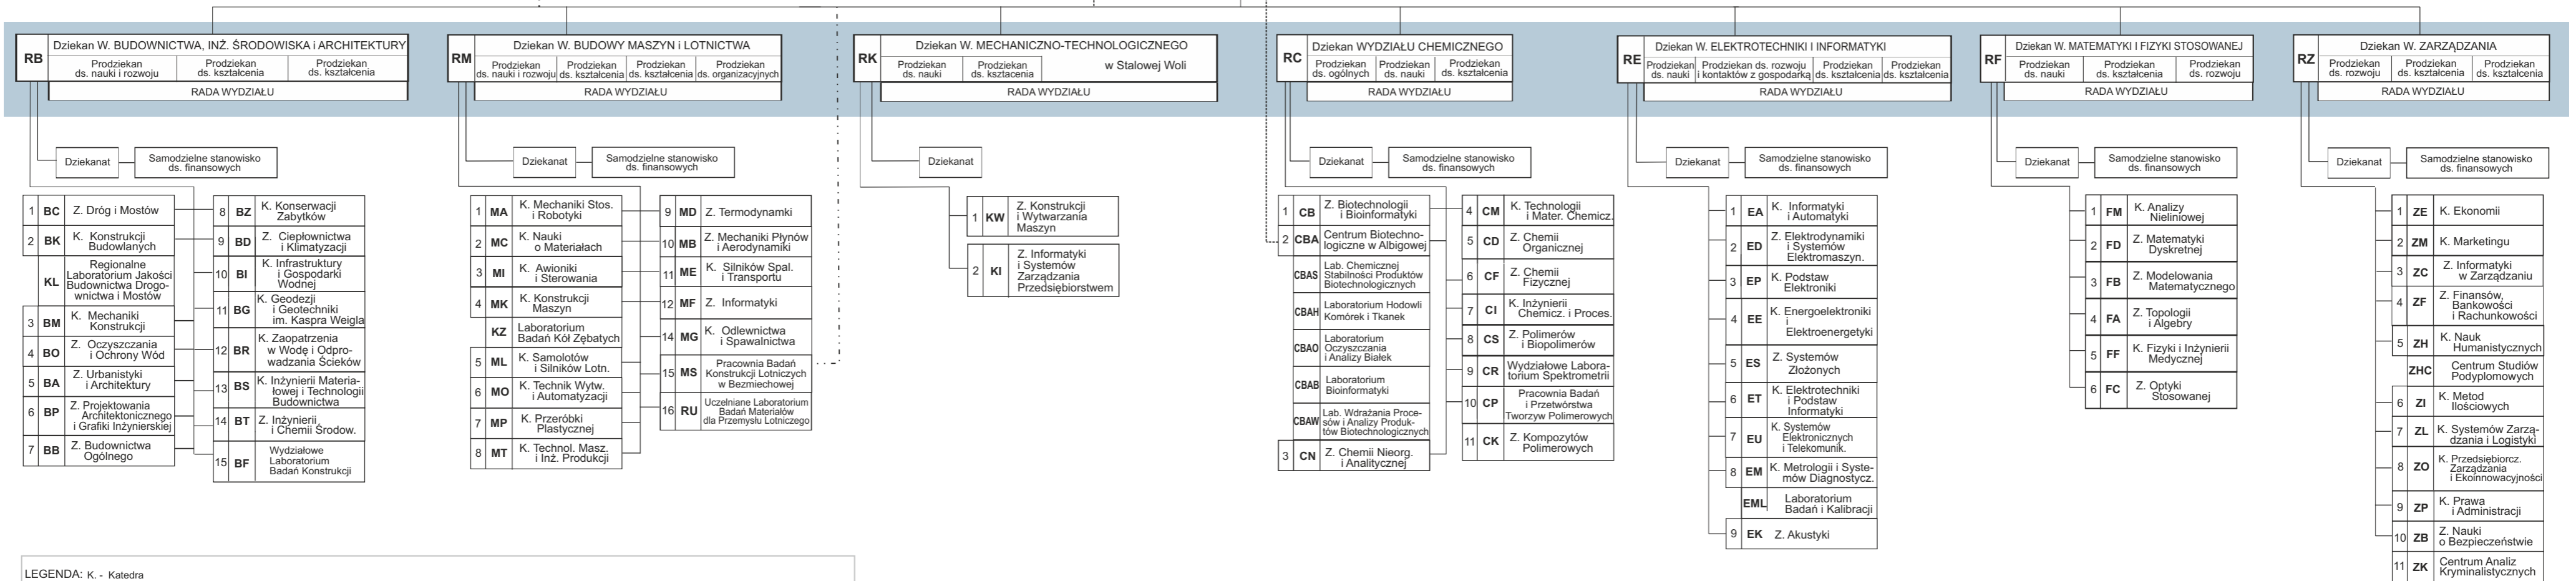 RB
Dziekan W. BUDOWNICTWA, INŻ. ŚRODOWISKA i ARCHITEKTURY
Prodziekan
ds. nauki i rozwoju
Prodziekan
ds. kształcenia
Prodziekan
ds. kształcenia
RADA WYDZIAŁU
Dziekanat
Samodzielne stanowisko
ds. finansowych
1 BC Z. Dróg i Mostów
2 BK K. Konstrukcji
Budowlanych
KL Regionalne
Laboratorium Jakości
Budownictwa Drogo-
wnictwa i Mostów
3 BM K. Mechaniki
Konstrukcji
4 BO Z. Oczyszczania
i Ochrony Wód
5 BA Z. Urbanistyki
i Architektury
6 BP Z. Projektowania
Architektonicznego
i Grafiki Inżynierskiej
7 BB Z. Budownictwa
Ogólnego
8 BZ K. Konserwacji
Zabytków
9 BD Z. Ciepłownictwa
i Klimatyzacji
10 BI K. Infrastruktury
i Gospodarki
Wodnej
11 BG K. Geodezji
i Geotechniki
im. Kaspra Weigla
12 BR K. Zaopatrzenia
w Wodę i Odpro-
wadzania Ścieków
13 BS K. Inżynierii Materia-
łowej i Technologii
Budownictwa
14 BT Z. Inżynierii
i Chemii Środow.
15 BF Wydziałowe
Laboratorium
Badań Konstrukcji
RM
Dziekan W. BUDOWY MASZYN i LOTNICTWA
Prodziekan
ds. nauki i rozwoju
Prodziekan
ds. kształcenia
Prodziekan
ds. kształcenia
Prodziekan
ds. organizacyjnych
RADA WYDZIAŁU
Dziekanat
Samodzielne stanowisko
ds. finansowych
1 MA K. Mechaniki Stos.
i Robotyki
2 MC K. Nauki
o Materiałach
3 MI K. Awioniki
i Sterowania
4 MK K. Konstrukcji
Maszyn
KZ Laboratorium
Badań Kół Zębatych
5 ML K. Samolotów
i Silników Lotn.
6 MO K. Technik Wytw.
i Automatyzacji
7 MP K. Przeróbki
Plastycznej
8 MT K. Technol. Masz.
i Inż. Produkcji
9 MD Z. Termodynamki
10 MB Z. Mechaniki Płynów
i Aerodynamiki
11 ME K. Silników Spal.
i Transportu
12 MF Z. Informatyki
14 MG K. Odlewnictwa
i Spawalnictwa
15 MS Pracownia Badań
Konstrukcji Lotniczych
w Bezmiechowej
16 RU Uczelniane Laboratorium
Badań Materiałów
dla Przemysłu Lotniczego
RK
Dziekan W. MECHANICZNO-TECHNOLOGICZNEGO
Prodziekan
ds. nauki
Prodziekan
ds. kształcenia
w Stalowej Woli
RADA WYDZIAŁU
Dziekanat
1 KW Z. Konstrukcji
i Wytwarzania
Maszyn
2 KI Z. Informatyki
i Systemów
Zarządzania
Przedsiębiorstwem
RC
Dziekan WYDZIAŁU CHEMICZNEGO
Prodziekan
ds. ogólnych
Prodziekan
ds. nauki
Prodziekan
ds. kształcenia
RADA WYDZIAŁU
Dziekanat
Samodzielne stanowisko
ds. finansowych
1 CB Z. Biotechnologii
i Bioinformatyki
2 CBA Centrum Biotechno-
logiczne w Albigowej
CBAS Lab. Chemicznej
Stabilności Produktów
Biotechnologicznych
CBAH Laboratorium Hodowli
Komórek i Tkanek
CBAO Laboratorium
Oczyszczania
i Analizy Białek
CBAB Laboratorium
Bioinformatyki
CBAW Lab. Wdrażania Proce-
sów i Analizy Produk-
tów Biotechnologicznych
3 CN Z. Chemii Nieorg.
i Analitycznej
4 CM K. Technologii
i Mater. Chemicz.
5 CD Z. Chemii
Organicznej
6 CF Z. Chemii
Fizycznej
7 CI K. Inżynierii
Chemicz. i Proces.
8 CS Z. Polimerów
i Biopolimerów
9 CR Wydziałowe Labora-
torium Spektrometrii
10 CP Pracownia Badań
i Przetwórstwa
Tworzyw Polimerowych
11 CK Z. Kompozytów
Polimerowych
RE
Dziekan W. ELEKTROTECHNIKI I INFORMATYKI
Prodziekan
ds. nauki
Prodziekan ds. rozwoju
i kontaktów z gospodarką
Prodziekan
ds. kształcenia
Prodziekan
ds. kształcenia
RADA WYDZIAŁU
Dziekanat
Samodzielne stanowisko
ds. finansowych
1 EA K. Informatyki
i Automatyki
2 ED Z. Elektrodynamiki
i Systemów
Elektromaszyn.
3 EP K. Podstaw
Elektroniki
4 EE K. Energoelektroniki
i
Elektroenergetyki
5 ES Z. Systemów
Złożonych
6 ET K. Elektrotechniki
i Podstaw
Informatyki
7 EU K. Systemów
Elektronicznych
i Telekomunik.
8 EM K. Metrologii i Syste-
mów Diagnostycz.
EML Laboratorium
Badań i Kalibracji
9 EK Z. Akustyki
RF
Dziekan W. MATEMATYKI I FIZYKI STOSOWANEJ
Prodziekan
ds. nauki
Prodziekan
ds. kształcenia
Prodziekan
ds. rozwoju
RADA WYDZIAŁU
Dziekanat
Samodzielne stanowisko
ds. finansowych
1 FM K. Analizy
Nieliniowej
2 FD Z. Matematyki
Dyskretnej
3 FB Z. Modelowania
Matematycznego
4 FA Z. Topologii
i Algebry
5 FF K. Fizyki i Inżynierii
Medycznej
6 FC Z. Optyki
Stosowanej
RZ
Dziekan W. ZARZĄDZANIA
Prodziekan
ds. rozwoju
Prodziekan
ds. kształcenia
Prodziekan
ds. kształcenia
RADA WYDZIAŁU
Dziekanat
Samodzielne stanowisko
ds. finansowych
1 ZE K. Ekonomii
2 ZM K. Marketingu
3 ZC Z. Informatyki
w Zarządzaniu
4 ZF Z. Finansów,
Bankowości
i Rachunkowości
5 ZH K. Nauk
Humanistycznych
ZHC Centrum Studiów
Podyplomowych
6 ZI K. Metod
Ilościowych
7 ZL K. Systemów Zarzą-
dzania i Logistyki
8 ZO K. Przedsiębiorcz.
Zarządzania
i Ekoinnowacyjności
9 ZP K. Prawa
i Administracji
10 ZB Z. Nauki
o Bezpieczeństwie
11 ZK Centrum Analiz
Kryminalistycznych
LEGENDA: K. - Katedra